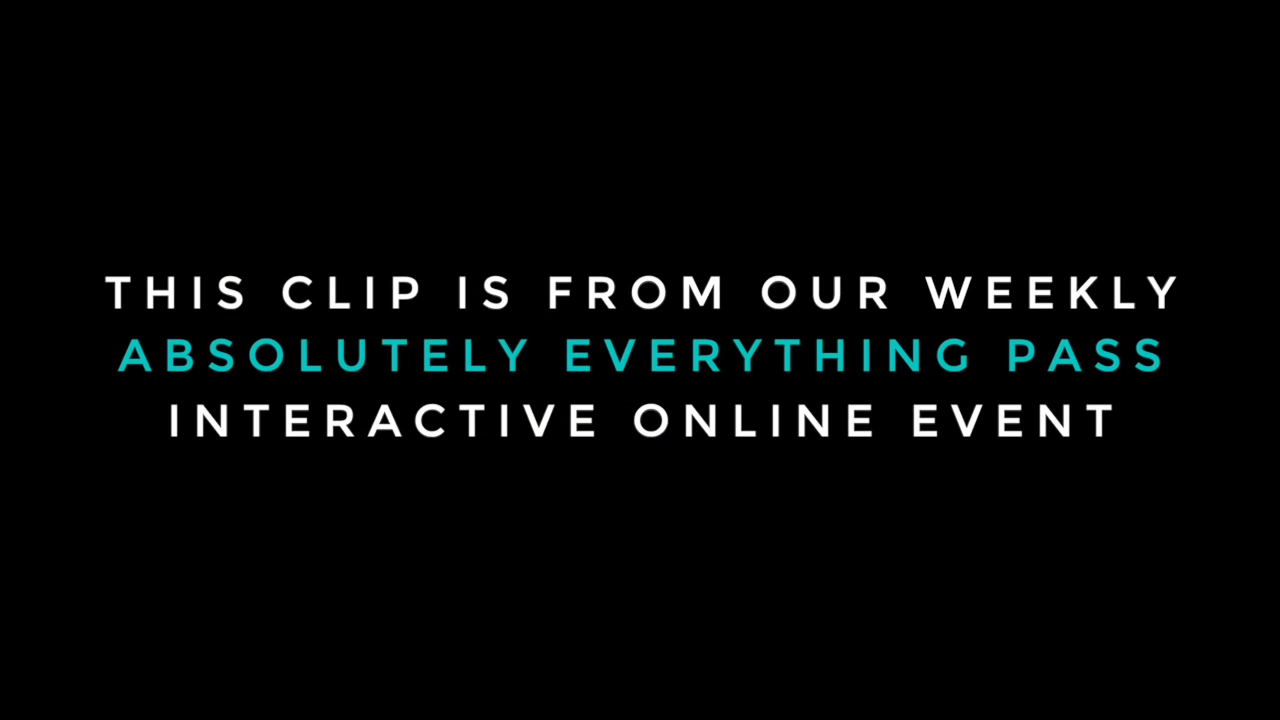 THIS CLIP IS FROM OUR WEEKLY
ABSOLUTELY EVERYTHING PASS
INTERACTIVE ONLINE EVENT